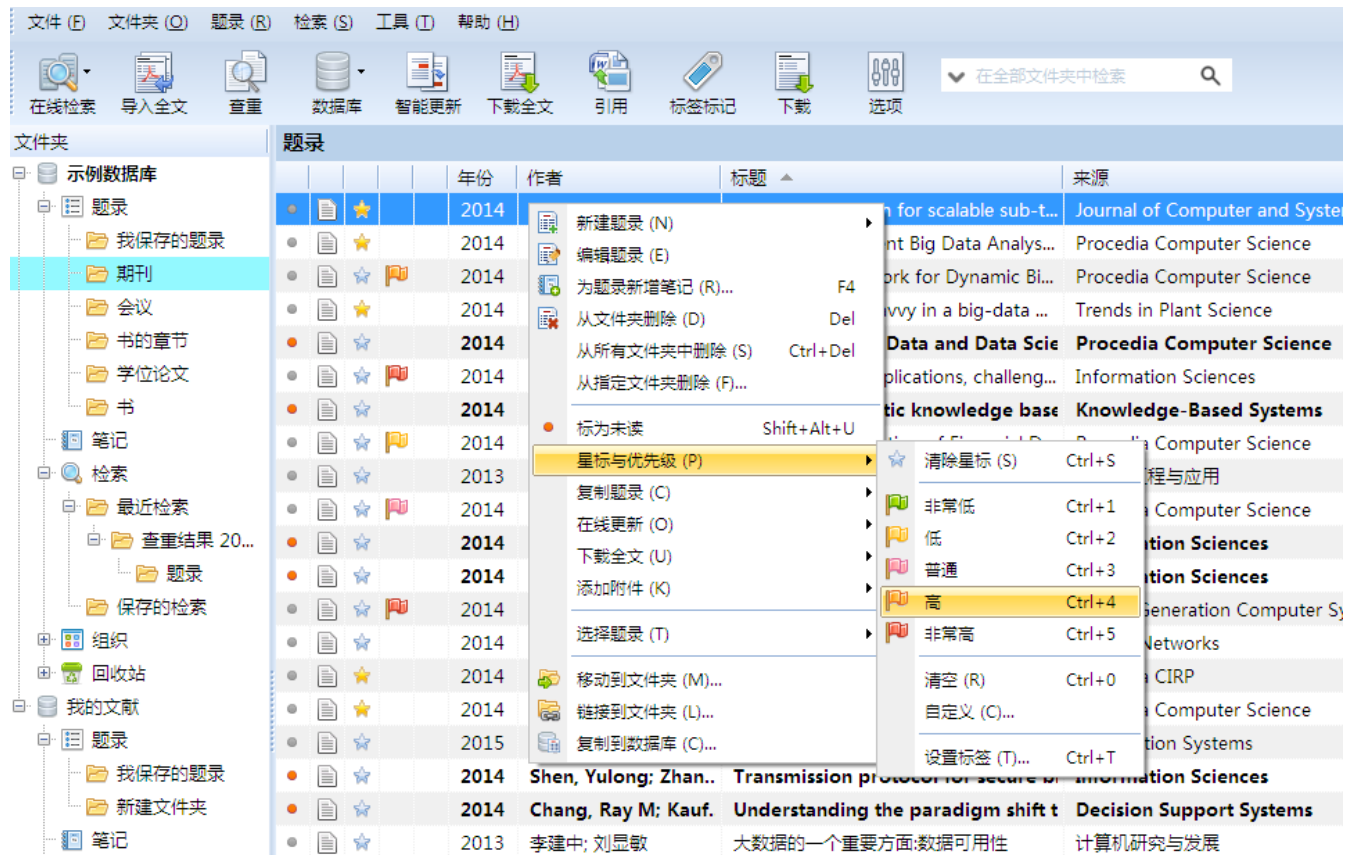 文件 (F) 文件夹 (O) 题录 (R) 检索 (S) 工具 (T) 帮助 (H)
在线检索 导入全文 查重 数据库 智能更新 下载全文 引用 标签标记 下载 选项 在全部文件夹中检索
文件夹
示例数据库
题录
我保存的题录
期刊
会议
书的章节
学位论文
书
笔记
检索
最近检索
查重结果 20...
题录
保存的检索
组织
回收站
我的文献
题录
我保存的题录
新建文件夹
笔记
题录
年份 作者 标题 来源
2014 n for scalable sub-t... Journal of Computer and Syste
2014 nt Big Data Analys... Procedia Computer Science
2014 ork for Dynamic Bi... Procedia Computer Science
2014 vvy in a big-data ... Trends in Plant Science
2014 Data and Data Scie Procedia Computer Science
2014 plications, challeng... Information Sciences
2014 tic knowledge base Knowledge-Based Systems
2014 Computer Science
2013 程与应用
2014 Computer Science
2014 tion Sciences
2014 tion Sciences
2014 Generation Computer Sy
2014 Networks
2014 CIRP
2014 Computer Science
2015 tion Systems
2014 Shen, Yulong; Zhan.. Transmission protocol for secure Information Sciences
2014 Chang, Ray M; Kauf. Understanding the paradigm shift t Decision Support Systems
2013 李建中; 刘显敏 大数据的一个重要方面:数据可用性 计算机研究与发展
新建题录 (N)
编辑题录 (E)
为题录新增笔记 (R)... F4
从文件夹删除 (D) Del
从所有文件夹中删除 (S) Ctrl+Del
从指定文件夹删除 (F)...
标为未读 Shift+Alt+U
星标与优先级 (P)
复制题录 (C)
在线更新 (O)
下载全文 (U)
添加附件 (K)
选择题录 (T)
移动到文件夹 (M)...
链接到文件夹 (L)...
复制到数据库 (C)...
清除星标 (S) Ctrl+S
非常低 Ctrl+1
低 Ctrl+2
普通 Ctrl+3
高 Ctrl+4
非常高 Ctrl+5
清空 (R) Ctrl+0
自定义 (C)...
设置标签 (T)... Ctrl+T